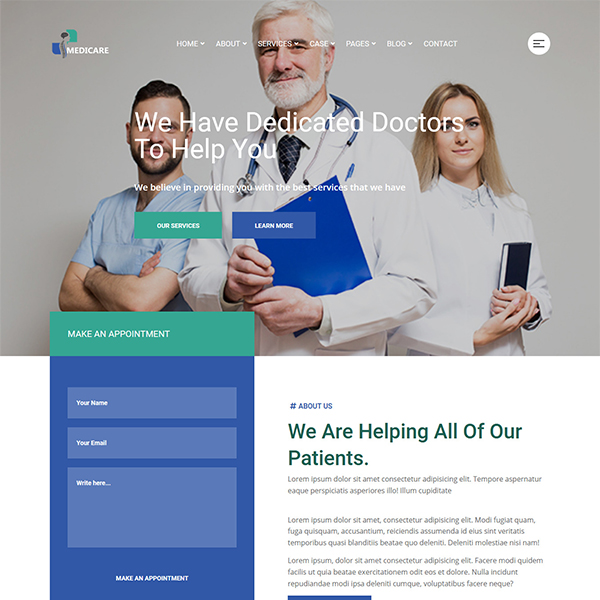 MEDICARE
HOME ABOUT SERVICES CASE PAGES BLOG CONTACT
We Have Dedicated Doctors
To Help You
We believe in providing you with the best services that we have
OUR SERVICES LEARN MORE
MAKE AN APPOINTMENT
Your Name
Your Email
Write here...
MAKE AN APPOINTMENT
# ABOUT US
We Are Helping All Of Our
Patients.
Lorem ipsum dolor sit amet consectetur adipisicing elit. Tempore aspernatur
eaque perspiciatis asperiores illo! Illum cupiditate
Lorem ipsum dolor sit amet, consectetur adipisicing elit. Modi fugiat quam,
fuga quisquam, accusantium, reiciendis assumenda id eius sint veritatis
temporibus quasi blanditiis beatae quo deleniti. Deleniti molestiae nisi nam!
Lorem, ipsum dolor sit amet consectetur adipisicing elit. Facere modi quidem
facilis ut quia beatae exercitationem odit eos et dolore. Nulla incidunt
repudiandae modi ipsum ducimus cumque, voluptatibus facere neque?